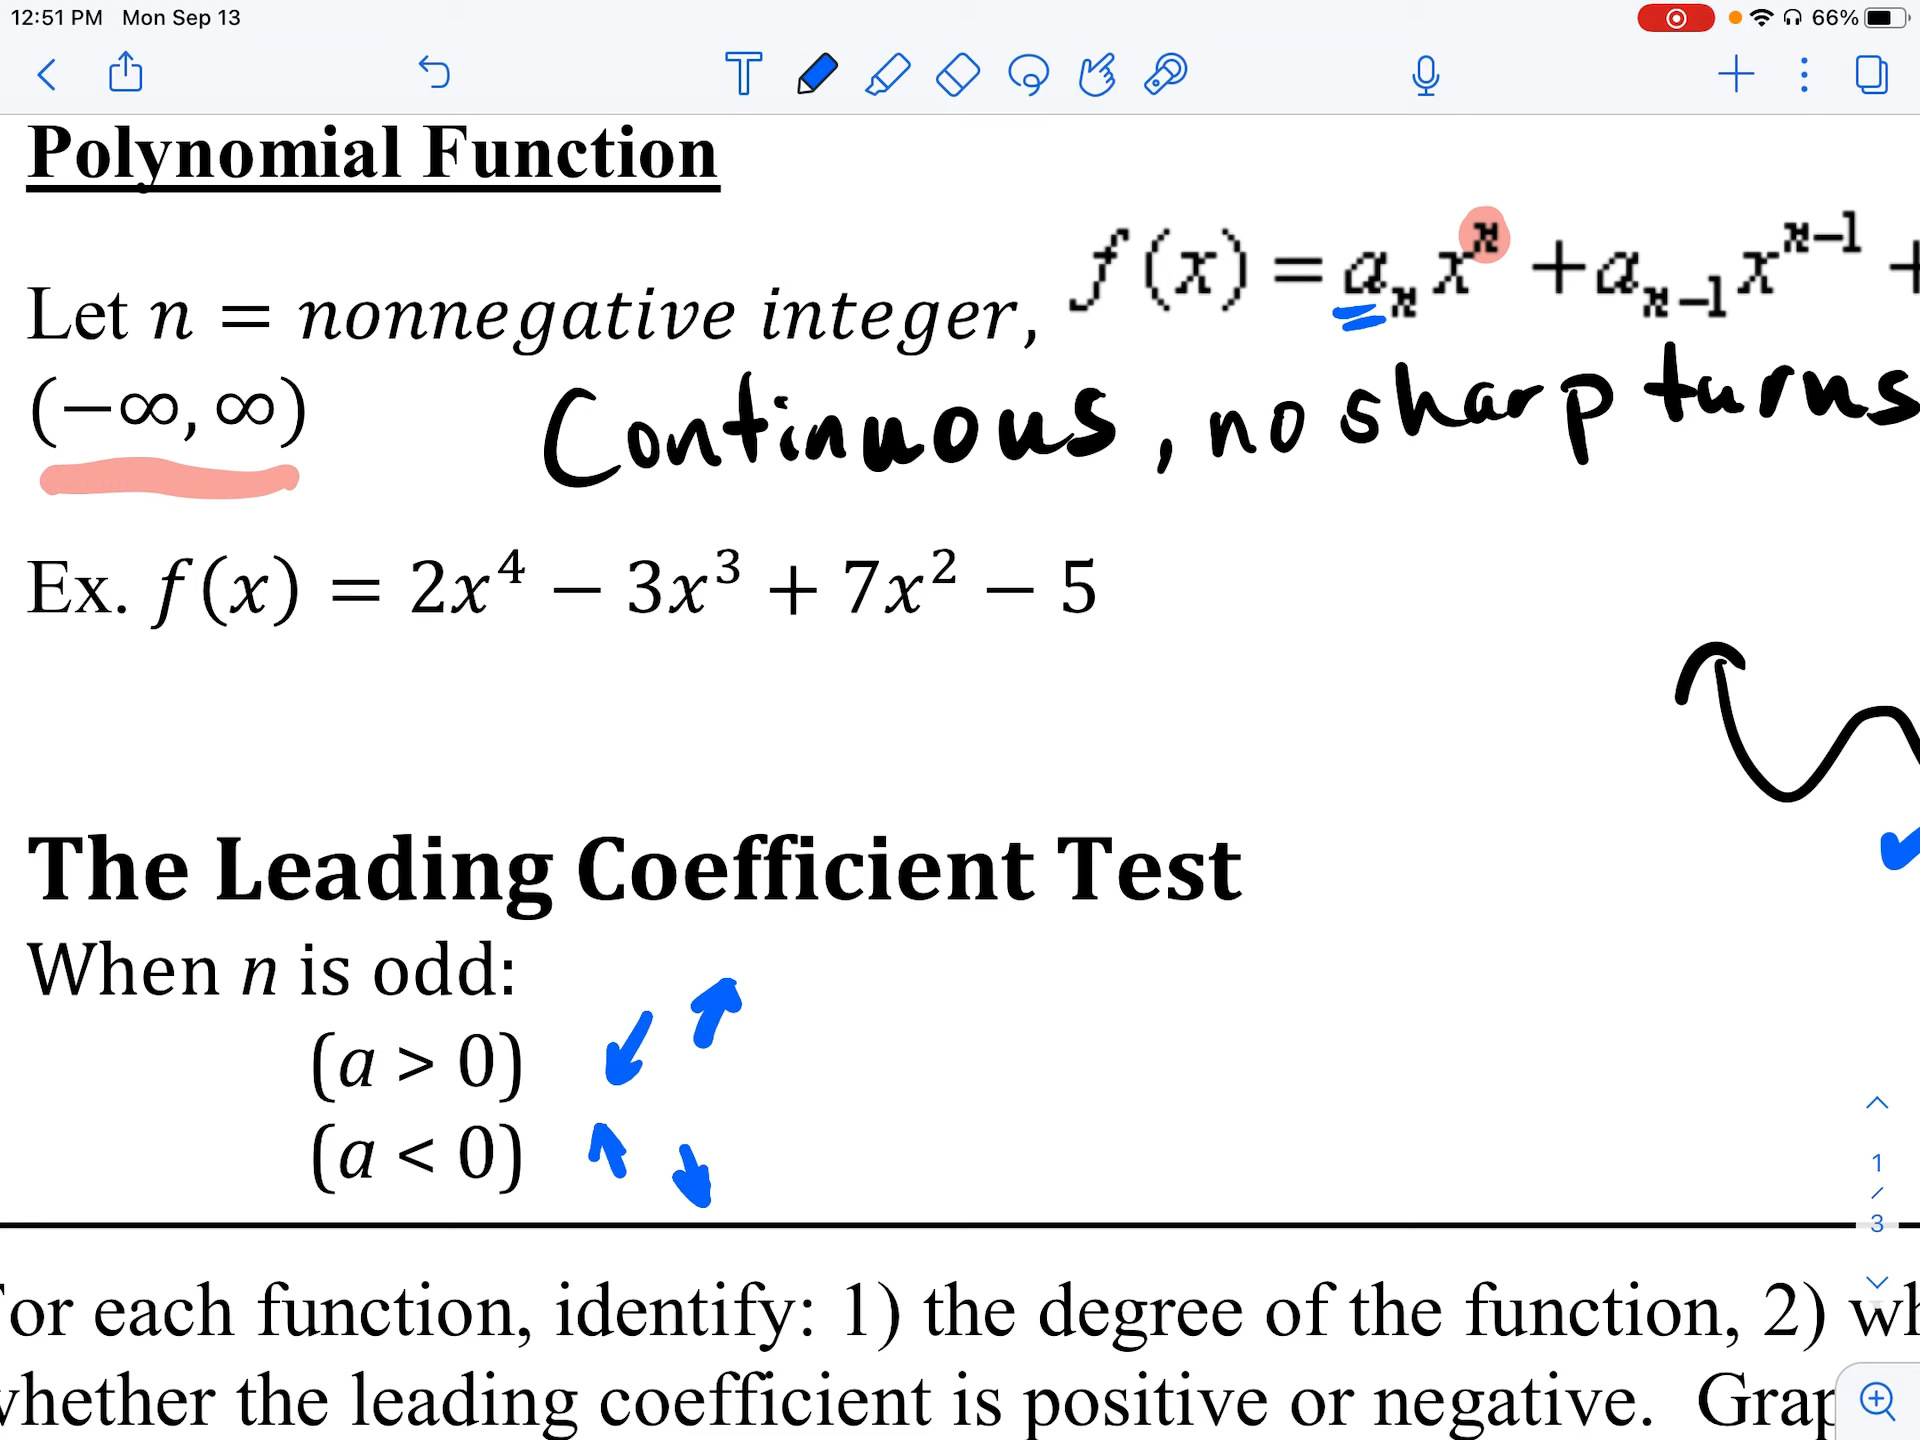 12:51 PM Mon Sep 13 66%
T
Polynomial Function
Let n = nonnegative integer, f(x) = aₙxⁿ + aₙ₋₁xⁿ⁻¹ +
(−∞, ∞) Continuous, no sharp turns
Ex. f(x) = 2x⁴ − 3x³ + 7x² − 5
The Leading Coefficient Test
When n is odd:
(a > 0)
(a < 0)
1
/
3
or each function, identify: 1) the degree of the function, 2) wh
hether the leading coefficient is positive or negative. Grap